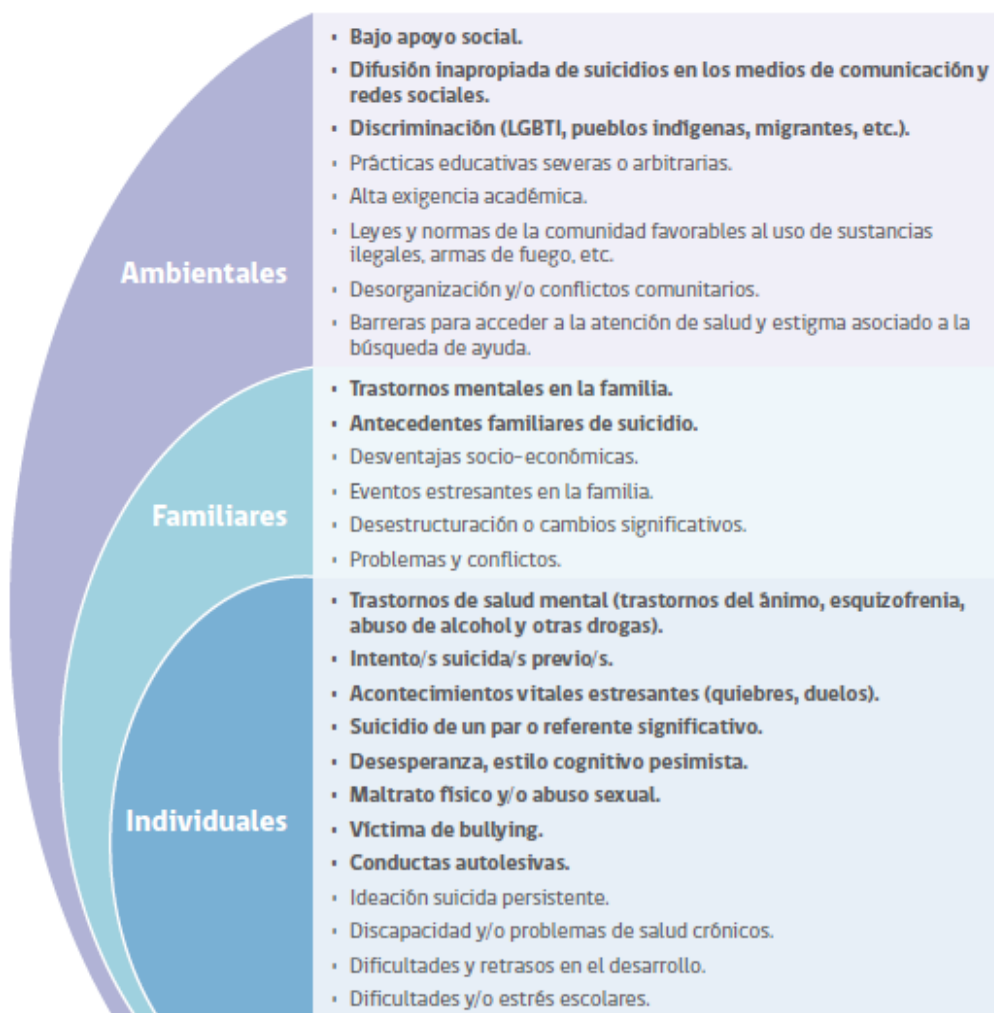 Ambientales
• Bajo apoyo social.
• Difusión inapropiada de suicidios en los medios de comunicación y
redes sociales.
• Discriminación (LGBTI, pueblos indígenas, migrantes, etc.).
• Prácticas educativas severas o arbitrarias.
• Alta exigencia académica.
• Leyes y normas de la comunidad favorables al uso de sustancias
ilegales, armas de fuego, etc.
• Desorganización y/o conflictos comunitarios.
• Barreras para acceder a la atención de salud y estigma asociado a la
búsqueda de ayuda.
Familiares
• Trastornos mentales en la familia.
• Antecedentes familiares de suicidio.
• Desventajas socio-económicas.
• Eventos estresantes en la familia.
• Desestructuración o cambios significativos.
• Problemas y conflictos.
Individuales
• Trastornos de salud mental (trastornos del ánimo, esquizofrenia,
abuso de alcohol y otras drogas).
• Intento/s suicida/s previo/s.
• Acontecimientos vitales estresantes (quiebres, duelos).
• Suicidio de un par o referente significativo.
• Desesperanza, estilo cognitivo pesimista.
• Maltrato físico y/o abuso sexual.
• Víctima de bullying.
• Conductas autolesivas.
• Ideación suicida persistente.
• Discapacidad y/o problemas de salud crónicos.
• Dificultades y retrasos en el desarrollo.
• Dificultades y/o estrés escolares.